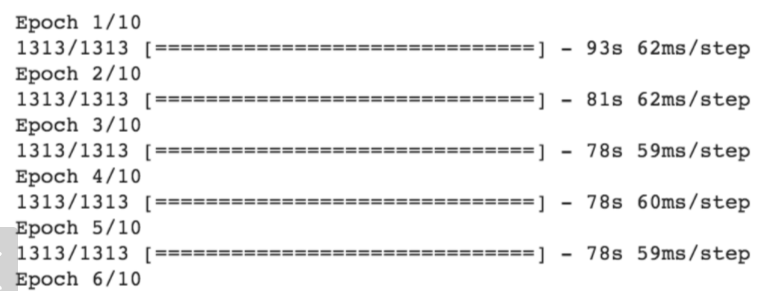 Epoch 1/10
1313/1313 [==============================] - 93s 62ms/step
Epoch 2/10
1313/1313 [==============================] - 81s 62ms/step
Epoch 3/10
1313/1313 [==============================] - 78s 59ms/step
Epoch 4/10
1313/1313 [==============================] - 78s 60ms/step
Epoch 5/10
1313/1313 [==============================] - 78s 59ms/step
Epoch 6/10